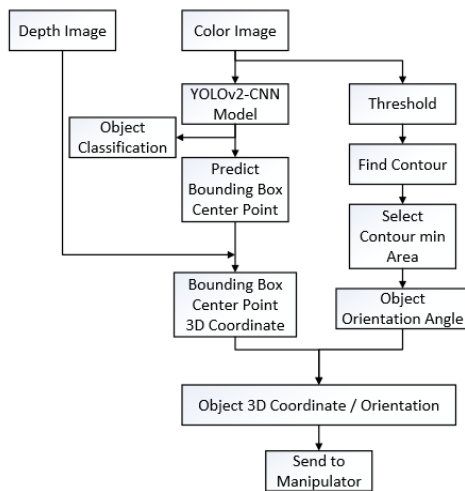 Depth Image
Color Image
YOLOv2-CNN
Model
Threshold
Object
Classification
Find Contour
Predict
Bounding Box
Center Point
Select
Contour min
Area
Bounding Box
Center Point
3D Coordinate
Object
Orientation Angle
Object 3D Coordinate / Orientation
Send to
Manipulator